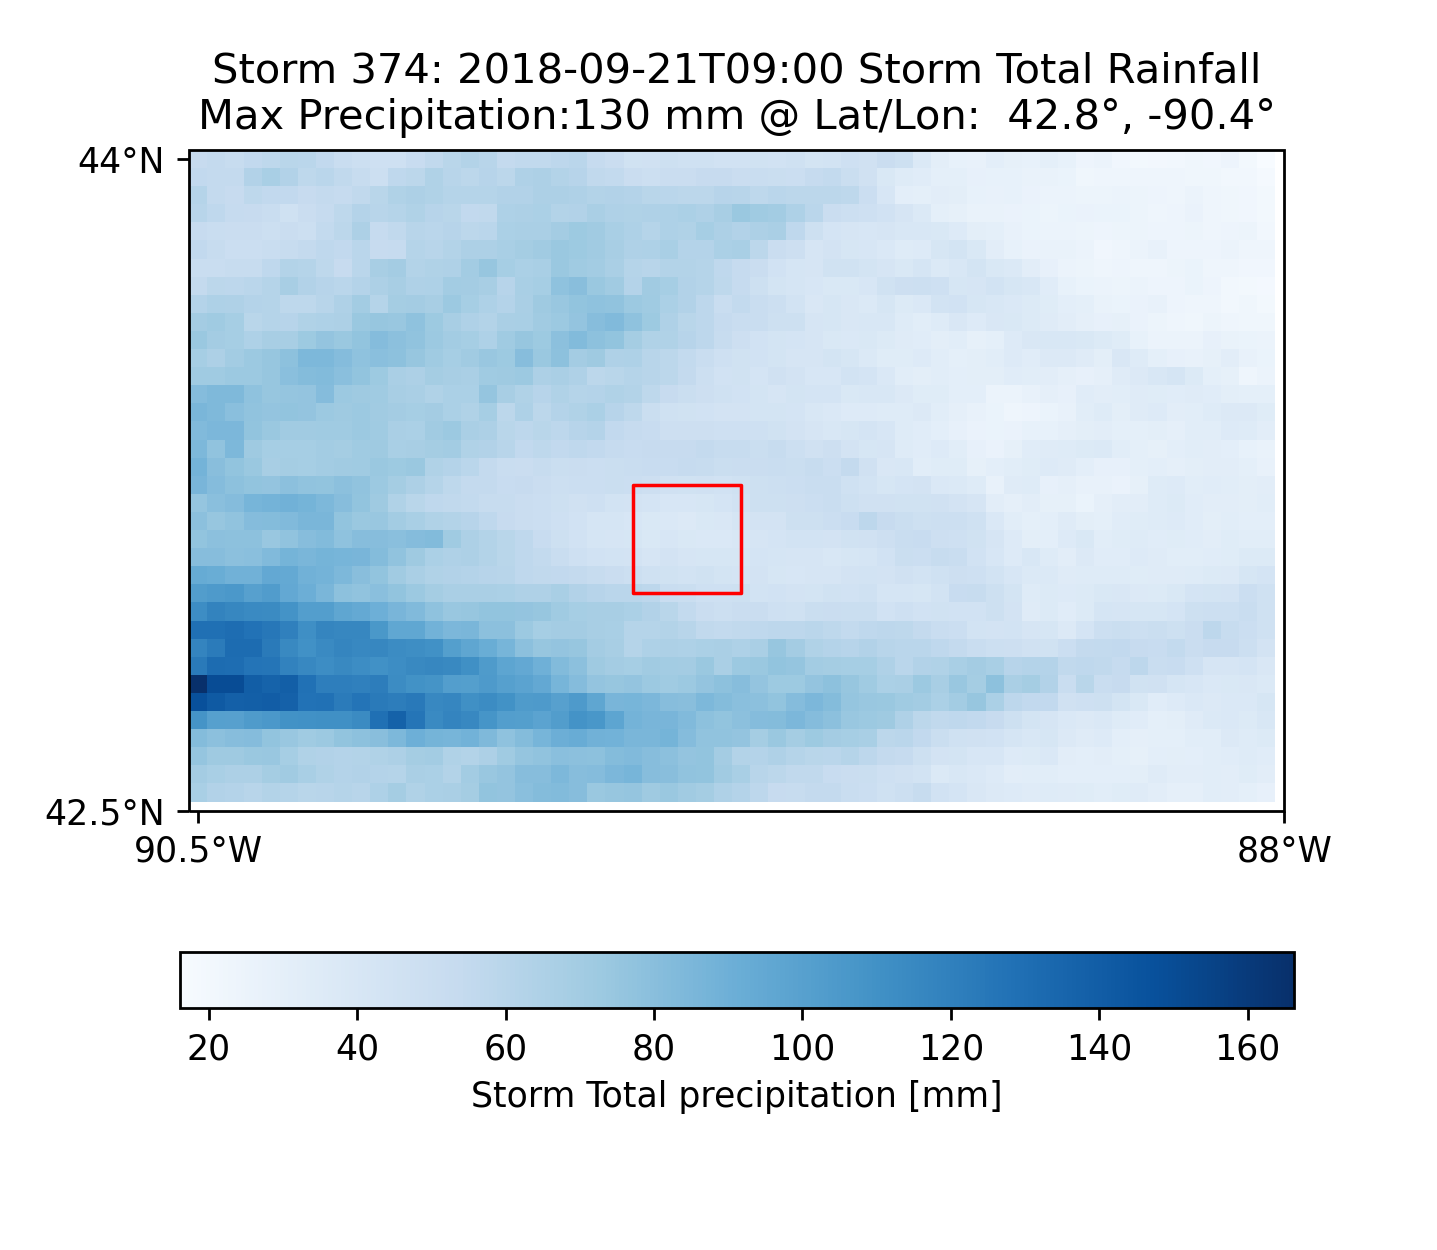 Storm 374: 2018-09-21T09:00 Storm Total Rainfall
Max Precipitation:130 mm @ Lat/Lon:  42.8°, -90.4°
44°N
42.5°N
90.5°W 88°W
20 40 60 80 100 120 140 160
Storm Total precipitation [mm]